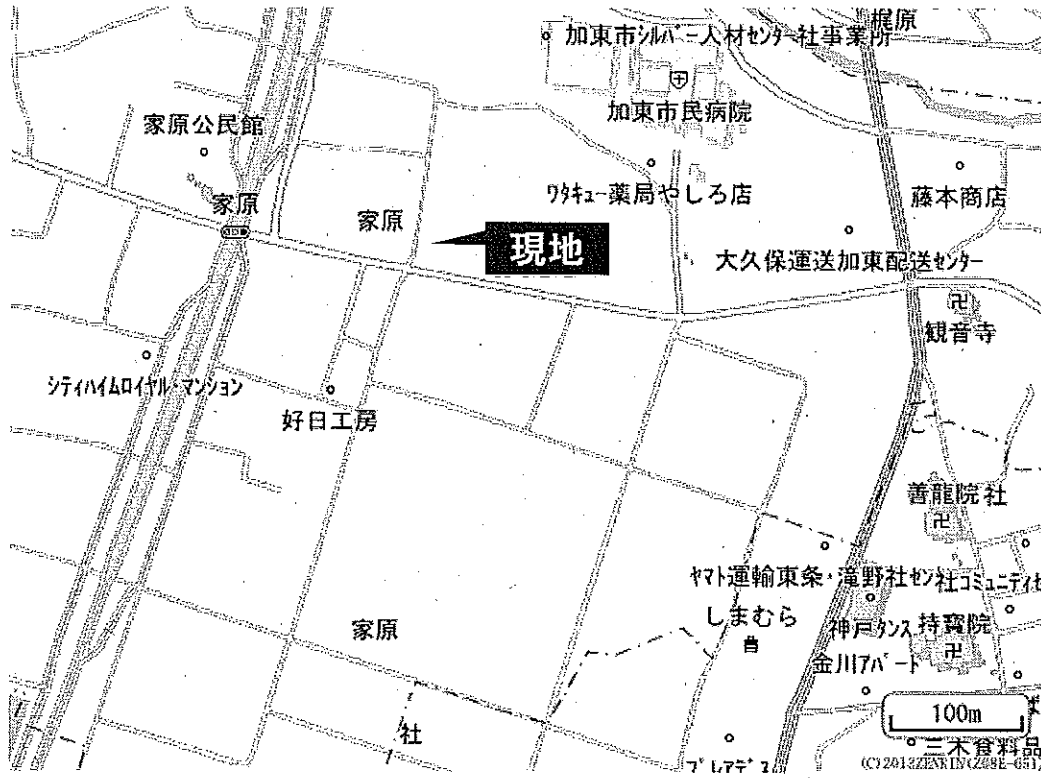 梶原
加東市シルバー人材センター社事業所
加東市民病院
家原公民館
ワタキュー薬局やしろ店
藤本商店
家原
家原
現地
大久保運送加東配送センター
観音寺
シティハイムロイヤル・マンション
好日工房
善龍院社
ヤマト運輸東条・滝野社セン
社コミュニティセ
しまむら
家原
神戸タンス
持寳院
金川アパート
100m
社
三木食料品
プレアデス
(C)2013ZENRIN(Z08E-05)